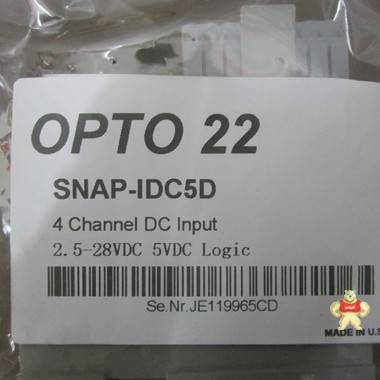 OPTO 22
SNAP-IDC5D
4 Channel DC Input
2.5-28VDC 5VDC Logic
Se.Nr.JE119965CD
MADE IN U.S.